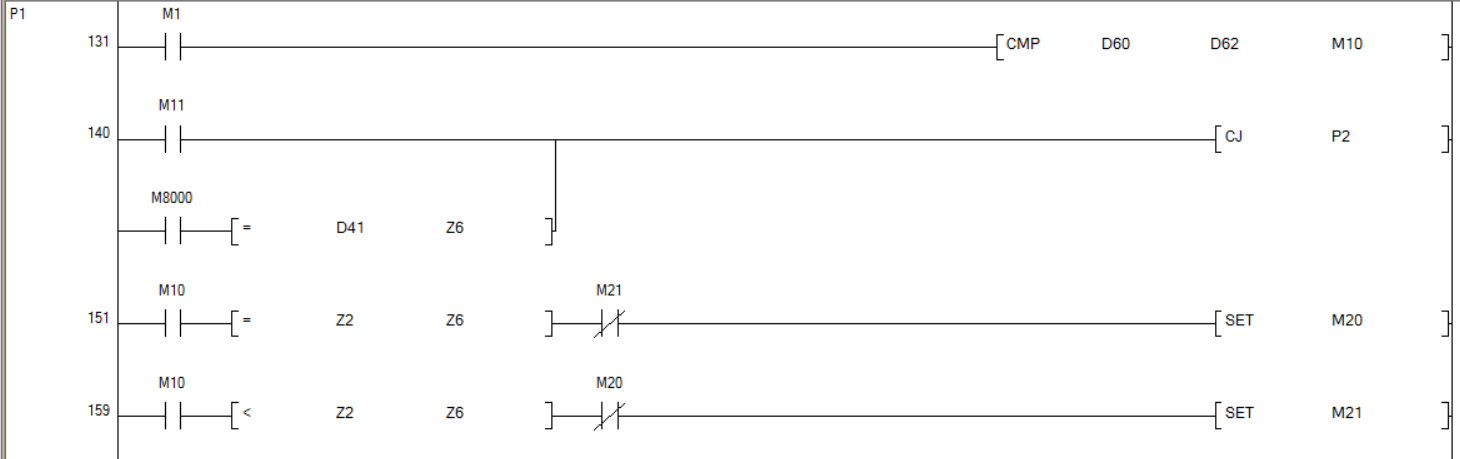 P1
M1
131 CMP D60 D62 M10
M11
140 CJ P2
M8000
= D41 Z6
M10 M21
151 = Z2 Z6 SET M20
M10 M20
159 < Z2 Z6 SET M21